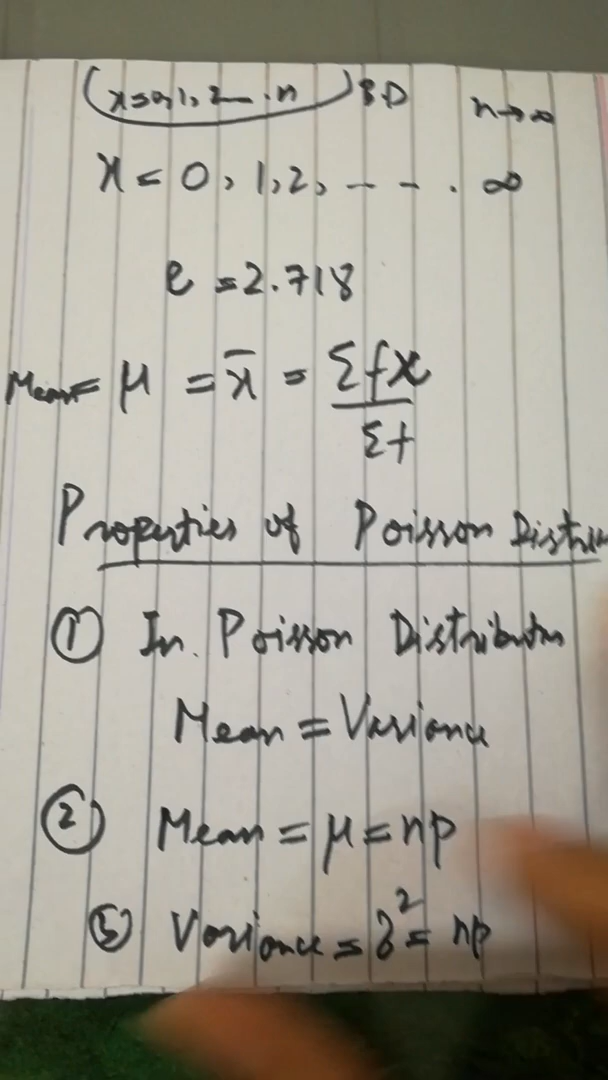 (x=0,1,2---.n) BD n→∞
x = 0, 1, 2, --- . ∞
e = 2.718
Mean = μ = x̄ = Σfx / Σf
Properties of Poisson Distri
① In. Poisson Distribution
Mean = Variance
② Mean = μ = np
③ Variance = σ² = np